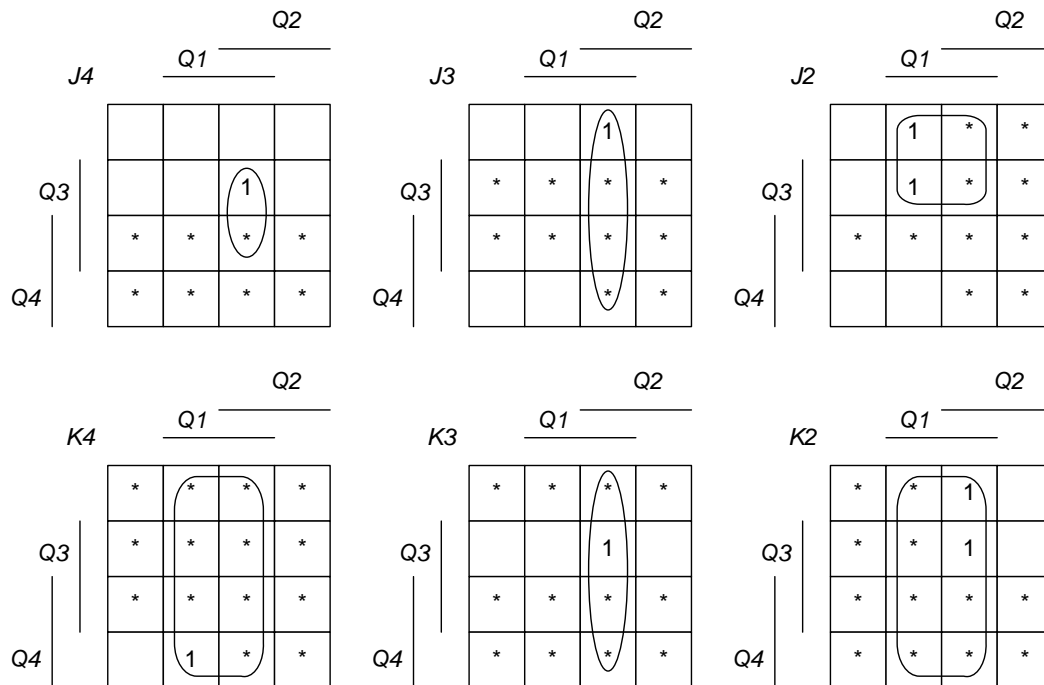 Q2 Q2 Q2
Q1 Q1 Q1
J4 J3 J2
1 1 * *
Q3 1 Q3 * * * * Q3 1 * *
* * * * * * * * * * * *
Q4 * * * * Q4 * * Q4 * *
Q2 Q2 Q2
Q1 Q1 Q1
K4 K3 K2
* * * * * * * * * * 1
Q3 * * * * Q3 1 Q3 * * 1
* * * * * * * * * * * *
Q4 1 * * Q4 * * * * Q4 * * * *